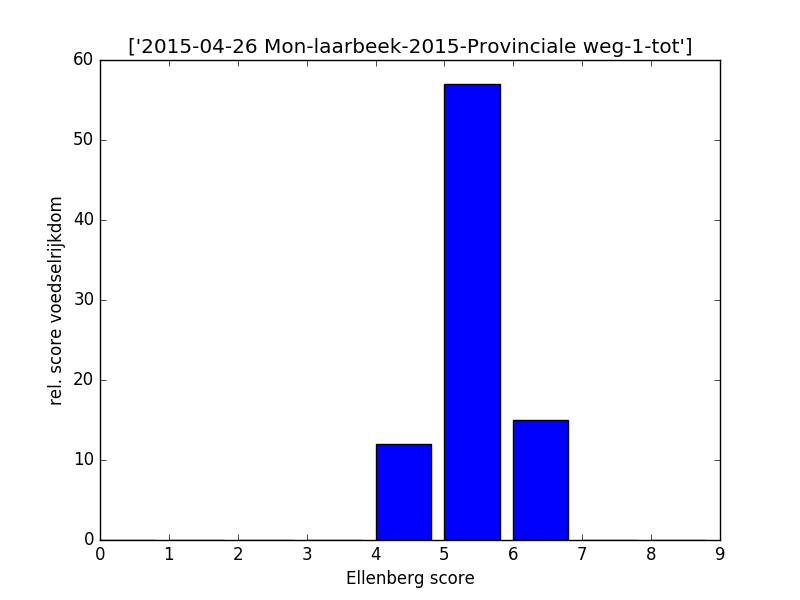 ['2015-04-26 Mon-laarbeek-2015-Provinciale weg-1-tot']
60
50
40
30
20
10
0
rel. score voedselrijkdom
0 1 2 3 4 5 6 7 8 9
Ellenberg score